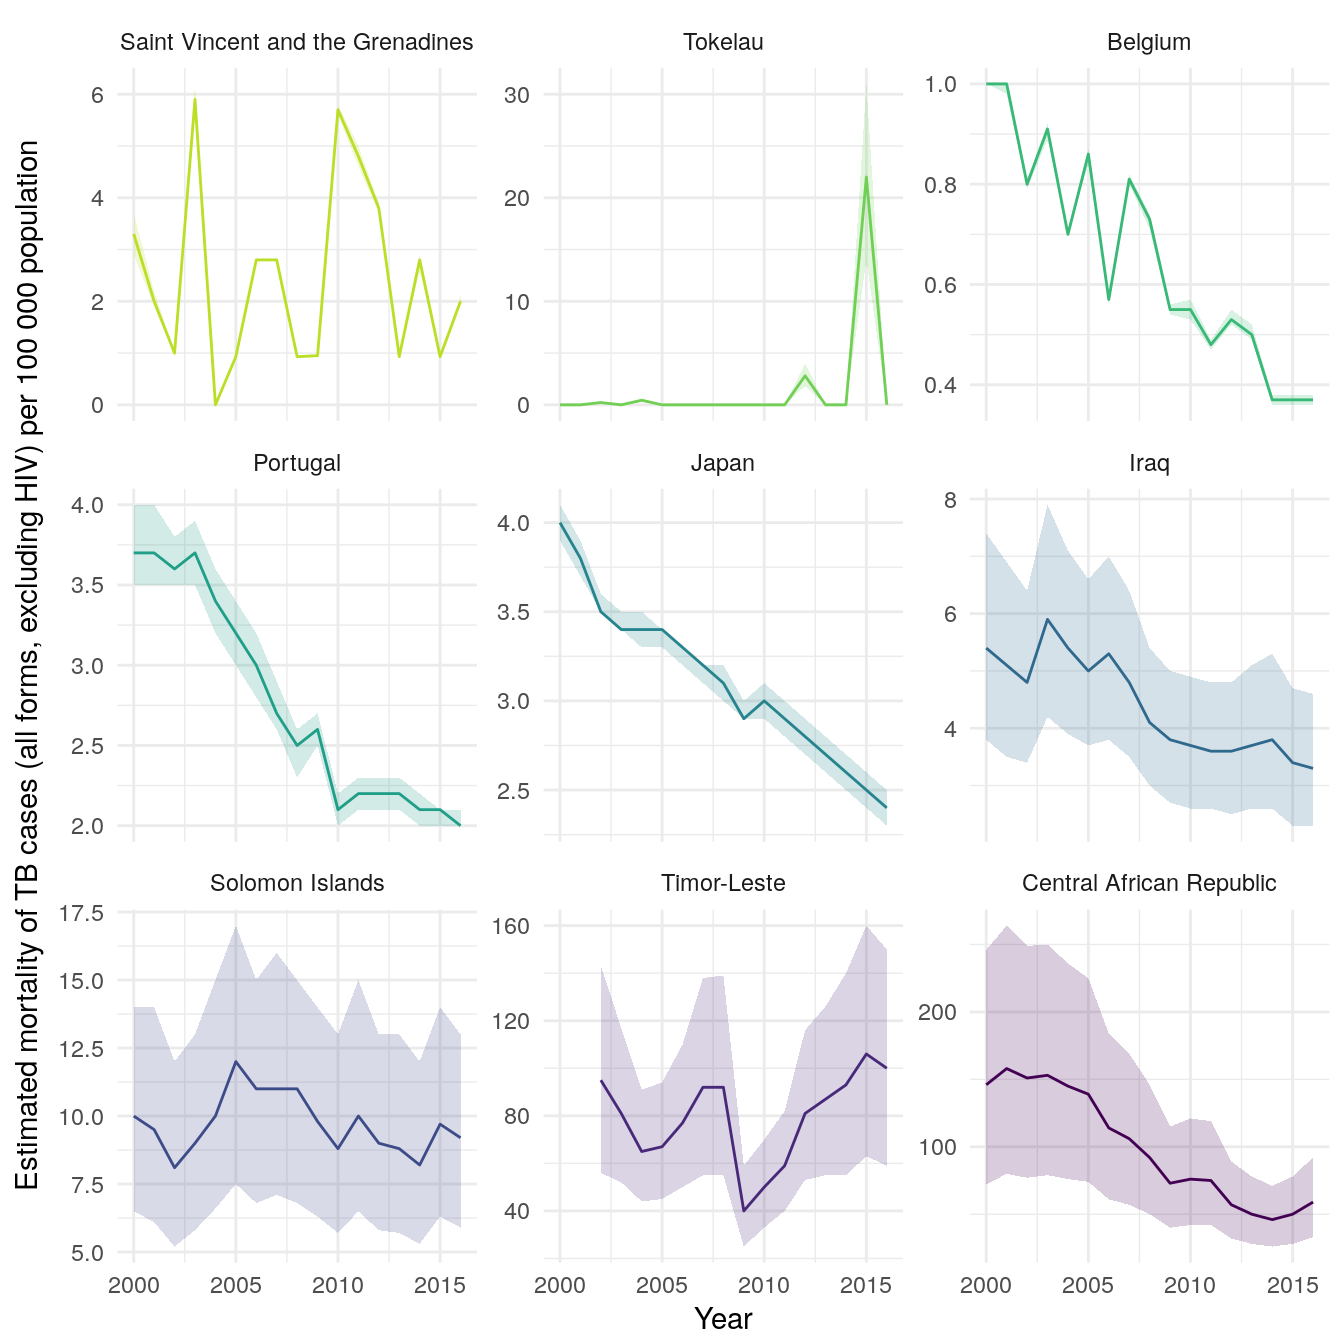 Saint Vincent and the Grenadines
Tokelau
Belgium
6
4
2
0
30
20
10
0
1.0
0.8
0.6
0.4
Portugal
Japan
Iraq
4.0
3.5
3.0
2.5
2.0
4.0
3.5
3.0
2.5
8
6
4
Solomon Islands
Timor-Leste
Central African Republic
17.5
15.0
12.5
10.0
7.5
5.0
160
120
80
40
200
100
2000 2005 2010 2015
2000 2005 2010 2015
2000 2005 2010 2015
Year
Estimated mortality of TB cases (all forms, excluding HIV) per 100 000 population